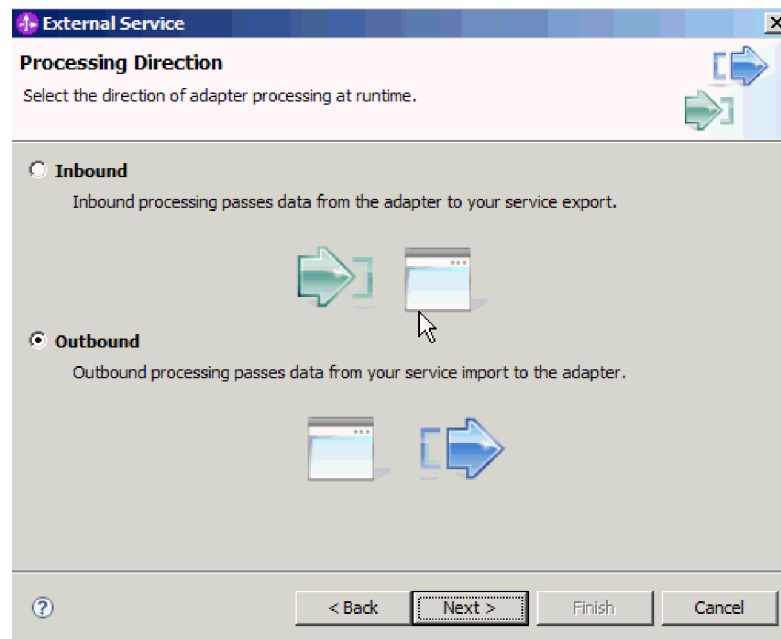 External Service
Processing Direction
Select the direction of adapter processing at runtime.
Inbound
Inbound processing passes data from the adapter to your service export.
Outbound
Outbound processing passes data from your service import to the adapter.
< Back
Next >
Finish
Cancel